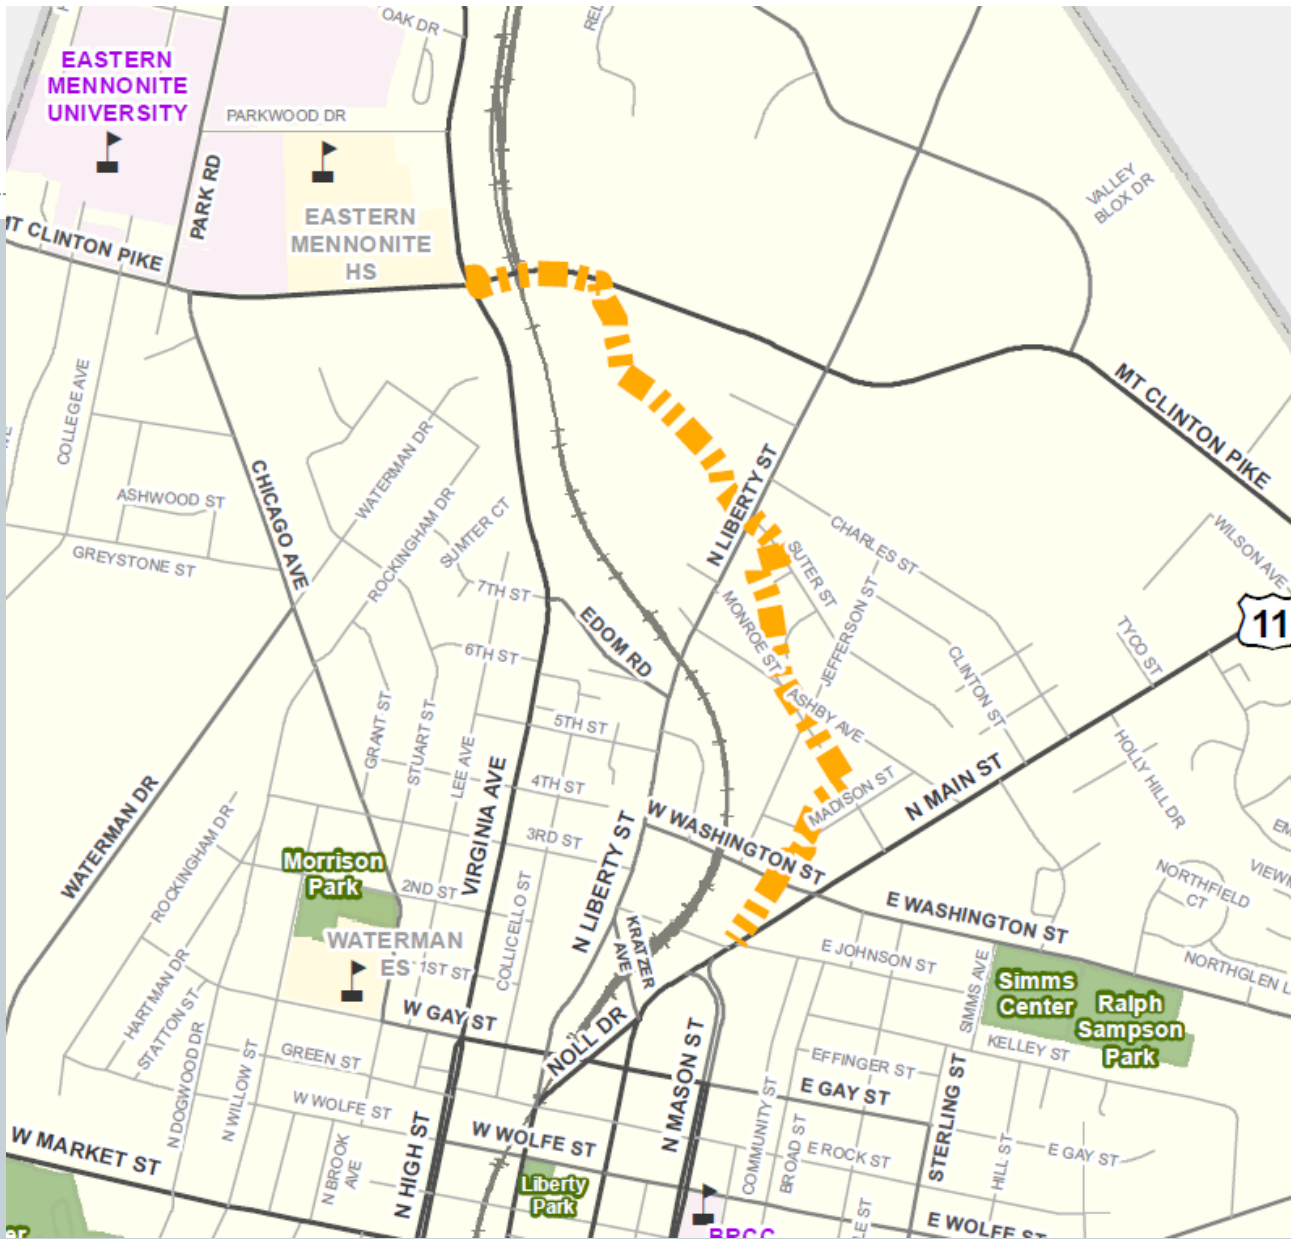 OAK DR
EASTERN
MENNONITE
UNIVERSITY
PARKWOOD DR
PARK RD
EASTERN
MENNONITE
HS
MT CLINTON PIKE
VALLEY
BLOX DR
MT CLINTON PIKE
COLLEGE AVE
CHICAGO AVE
ASHWOOD ST
GREYSTONE ST
WATERMAN DR
ROCKINGHAM DR
SUMTER CT
7TH ST
6TH ST
EDOM RD
N LIBERTY ST
CHARLES ST
SUTER ST
MONROE ST
JEFFERSON ST
ASHBY AVE
CLINTON ST
WILSON AVE
TYCO ST
11
HOLLY HILL DR
N MAIN ST
MADISON ST
GRANT ST
STUART ST
LEE AVE
VIRGINIA AVE
5TH ST
4TH ST
3RD ST
2ND ST
1ST ST
WATERMAN DR
ROCKINGHAM DR
Morrison
Park
WATERMAN
ES
COLLICELLO ST
N LIBERTY ST
W WASHINGTON ST
KRATZER
AVE
E WASHINGTON ST
E JOHNSON ST
NORTHFIELD
CT
SIMMS AVE
Simms
Center
Ralph
Sampson
Park
KELLEY ST
HARTMAN DR
STATTON ST
N DOGWOOD DR
N WILLOW ST
GREEN ST
W GAY ST
NOLL DR
W WOLFE ST
N BROOK
AVE
W MARKET ST
N HIGH ST
W WOLFE ST
Liberty
Park
N MASON ST
COMMUNITY ST
BROAD ST
EFFINGER ST
E GAY ST
E ROCK ST
STERLING ST
HILL ST
E GAY ST
E WOLFE ST
BRCC